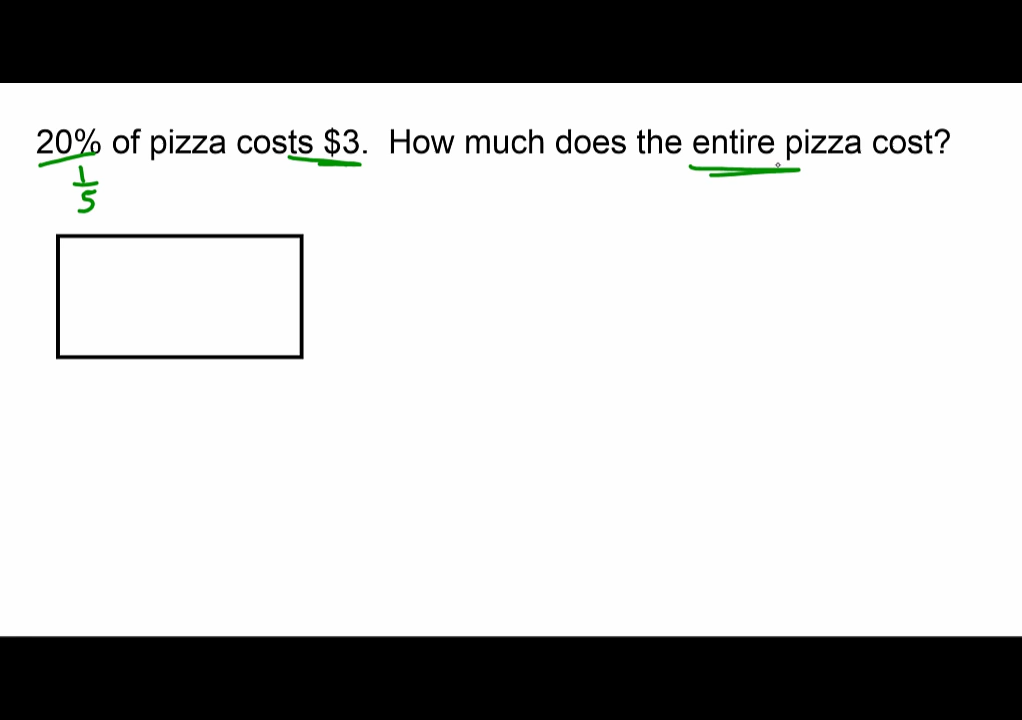 20% of pizza costs $3. How much does the entire pizza cost?
1
5